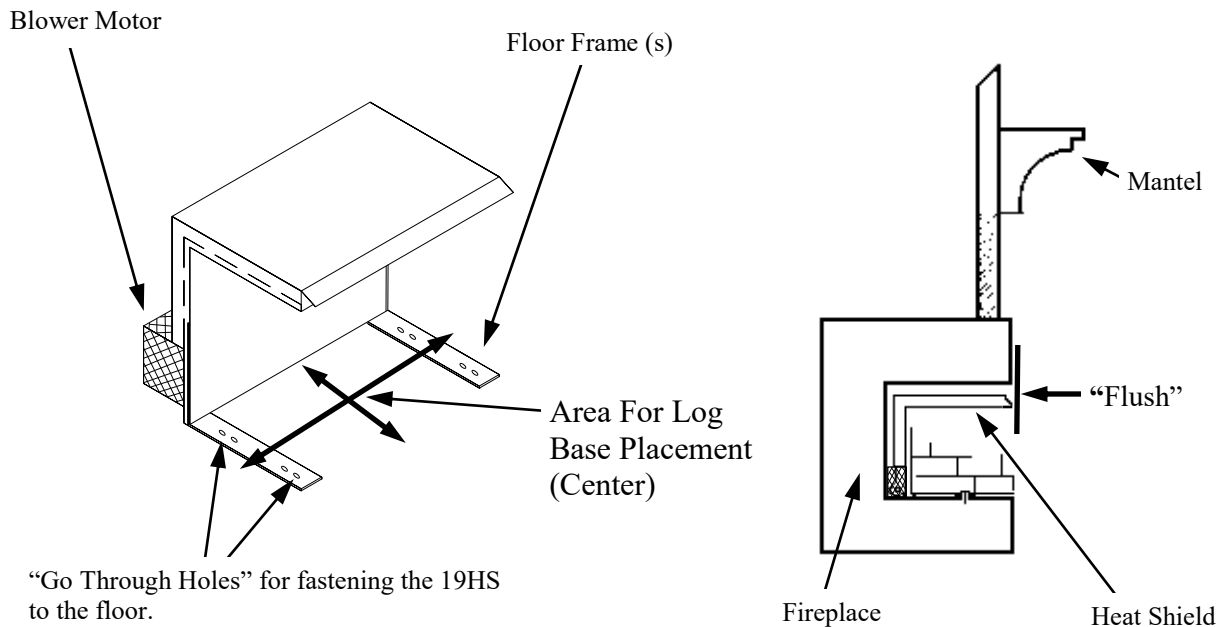 Blower Motor
Floor Frame (s)
Mantel
“Flush”
Area For Log
Base Placement
(Center)
“Go Through Holes” for fastening the 19HS
to the floor.
Fireplace
Heat Shield